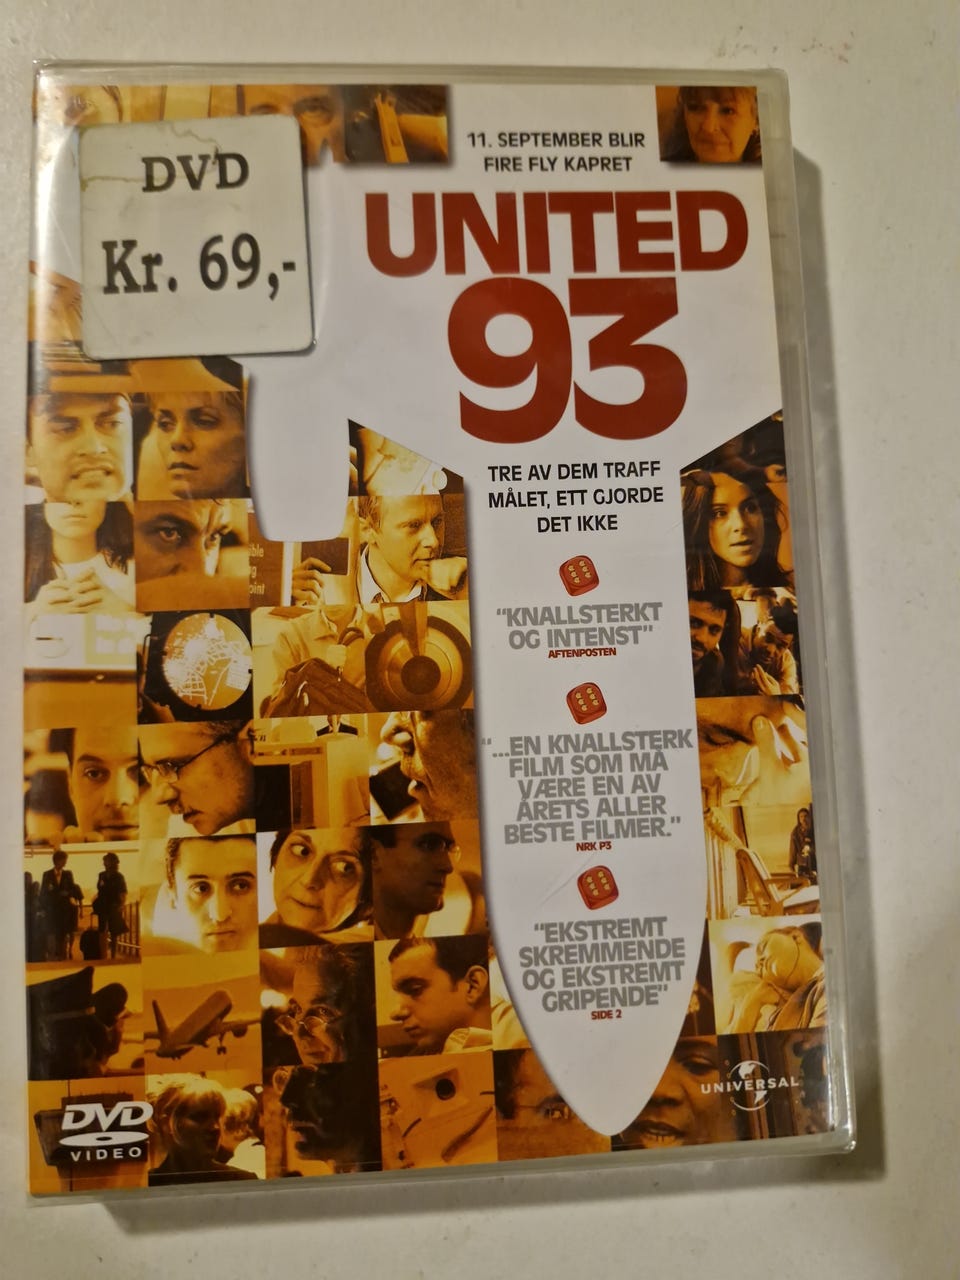 DVD
Kr. 69,-
11. SEPTEMBER BLIR
FIRE FLY KAPRET
UNITED
93
TRE AV DEM TRAFF
MÅLET, ETT GJORDE
DET IKKE
"KNALLSTERKT
OG INTENST"
AFTENPOSTEN
"...EN KNALLSTERK
FILM SOM MÅ
VÆRE EN AV
ÅRETS ALLER
BESTE FILMER."
NRK P3
"EKSTREMT
SKREMMENDE
OG EKSTREMT
GRIPENDE"
SIDE 2
DVD
VIDEO
UNIVERSAL